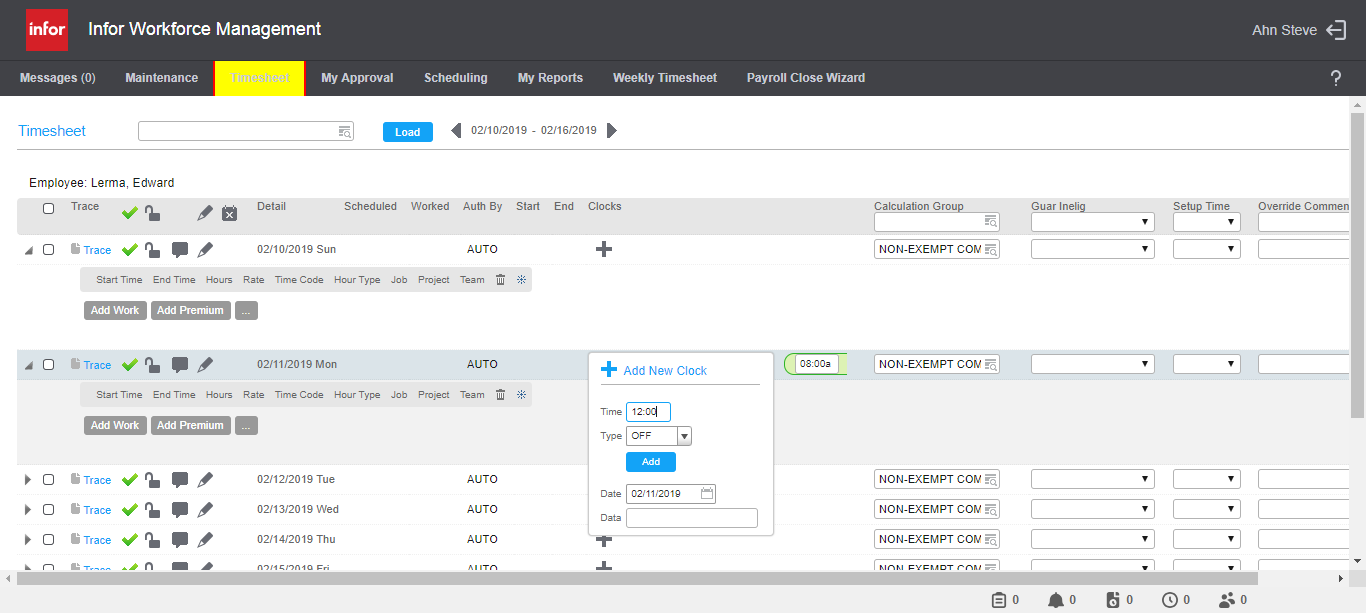 infor Infor Workforce Management Ahn Steve
Messages (0) Maintenance Timesheet My Approval Scheduling My Reports Weekly Timesheet Payroll Close Wizard ?
Timesheet Load 02/10/2019 - 02/16/2019
Employee: Lerma, Edward
Trace Detail Scheduled Worked Auth By Start End Clocks Calculation Group Guar Inelig Setup Time Override Commen
Trace 02/10/2019 Sun AUTO NON-EXEMPT COM
Start Time End Time Hours Rate Time Code Hour Type Job Project Team
Add Work Add Premium ...
Trace 02/11/2019 Mon AUTO 08:00a NON-EXEMPT COM
Add New Clock
Start Time End Time Hours Rate Time Code Hour Type Job Project Team
Time 12:00
Add Work Add Premium ...
Type OFF
Add
Trace 02/12/2019 Tue AUTO NON-EXEMPT COM
Date 02/11/2019
Trace 02/13/2019 Wed AUTO NON-EXEMPT COM
Data
Trace 02/14/2019 Thu AUTO NON-EXEMPT COM
Trace 02/15/2019 Fri AUTO NON-EXEMPT COM
0 0 0 0 0